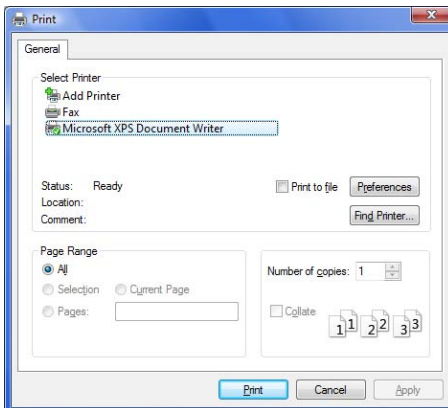 Print
General
Select Printer
Add Printer
Fax
Microsoft XPS Document Writer
Status: Ready
Location:
Comment:
Print to file
Preferences
Find Printer...
Page Range
All
Selection
Current Page
Pages:
Number of copies: 1
Collate
1 1 2 2 3 3
Print
Cancel
Apply